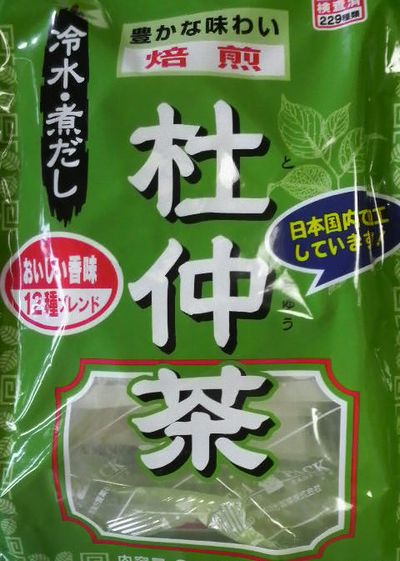 検査済
229種類
豊かな味わい
焙煎
冷水・煮だし
杜仲茶
と
ちゅう
日本国内で加工
しています!
おいしい香味
12種ブレンド